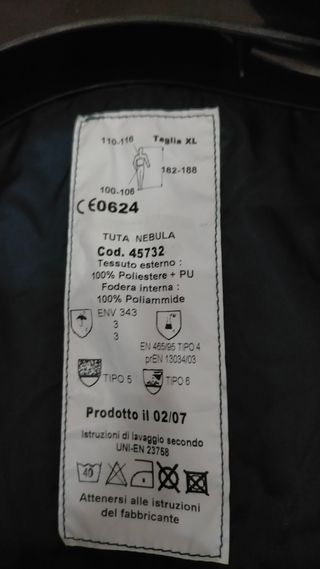 110-116 Taglia XL
182-188
100-106
CE0624
TUTA NEBULA
Cod. 45732
Tessuto esterno :
100% Poliestere + PU
Fodera interna :
100% Poliammide
ENV 343
3
3
EN 465/95 TIPO 4
prEN 13034/03
TIPO 5
TIPO 6
Prodotto il 02/07
Istruzioni di lavaggio secondo
UNI-EN 23758
40
Attenersi alle istruzioni
del fabbricante